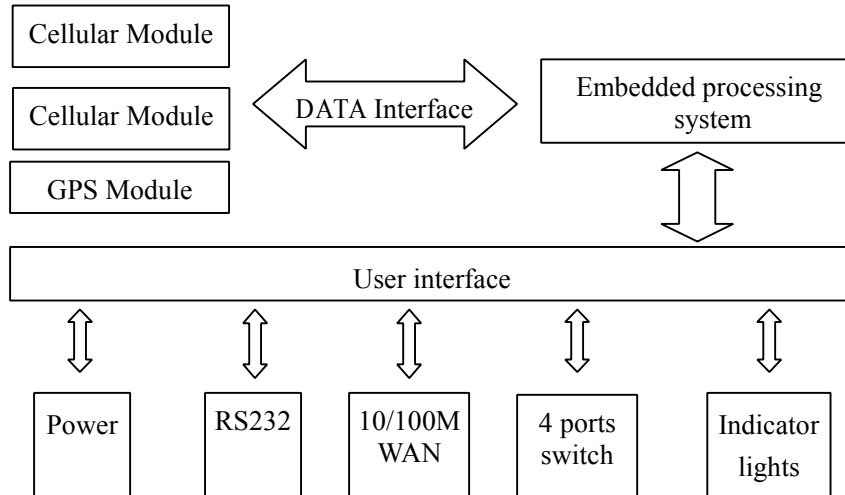 Cellular Module
Cellular Module
GPS Module
DATA Interface
Embedded processing
system
User interface
Power
RS232
10/100M
WAN
4 ports
switch
Indicator
lights